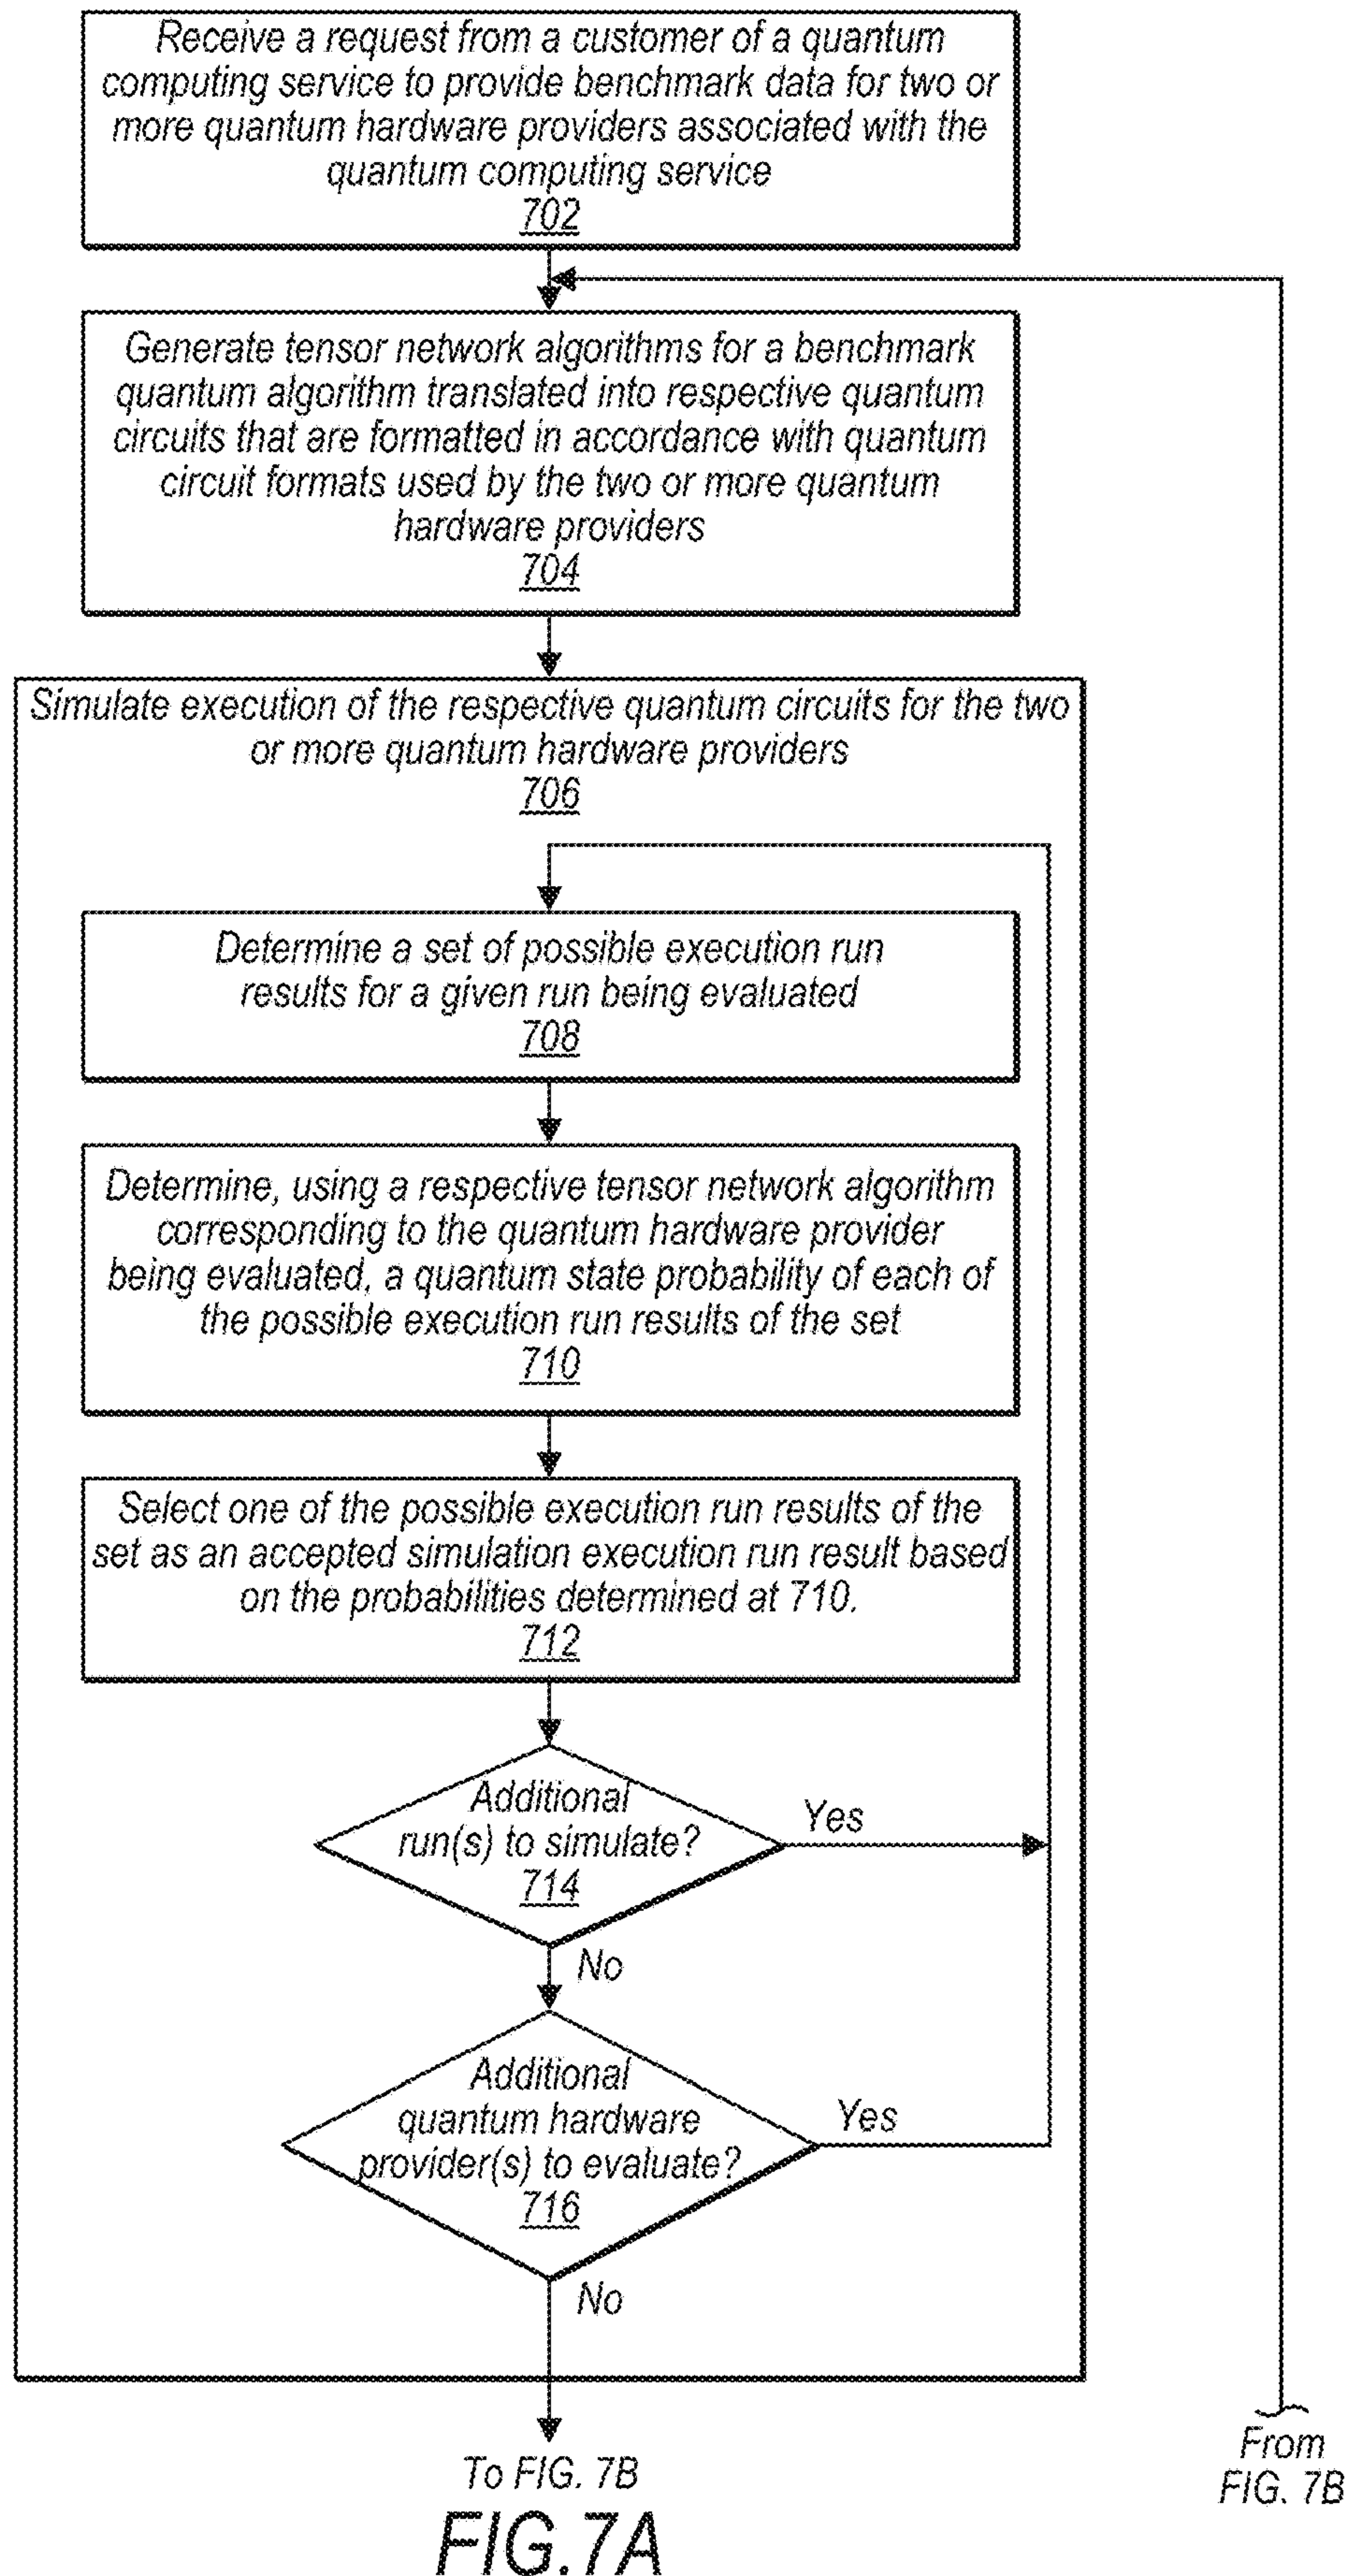 Receive a request from a customer of a quantum
computing service to provide benchmark data for two or
more quantum hardware providers associated with the
quantum computing service
702
Generate tensor network algorithms for a benchmark
quantum algorithm translated into respective quantum
circuits that are formatted in accordance with quantum
circuit formats used by the two or more quantum
hardware providers
704
Simulate execution of the respective quantum circuits for the two
or more quantum hardware providers
706
Determine a set of possible execution run
results for a given run being evaluated
708
Determine, using a respective tensor network algorithm
corresponding to the quantum hardware provider
being evaluated, a quantum state probability of each of
the possible execution run results of the set
710
Select one of the possible execution run results of the
set as an accepted simulation execution run result based
on the probabilities determined at 710.
712
Additional
run(s) to simulate?
714
Yes
No
Additional
quantum hardware
provider(s) to evaluate?
716
Yes
No
To FIG. 7B
From
FIG. 7B
FIG.7A